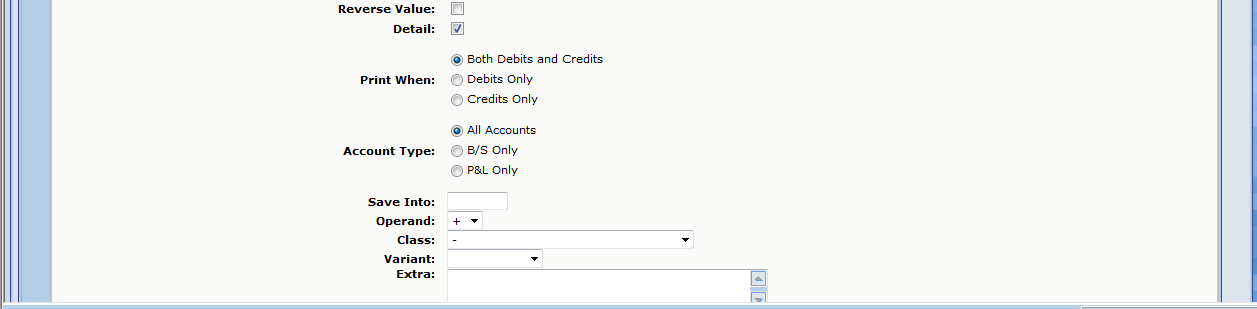 Reverse Value:
Detail:
Both Debits and Credits
Print When: Debits Only
Credits Only
All Accounts
Account Type: B/S Only
P&L Only
Save Into:
Operand: +
Class: -
Variant:
Extra: